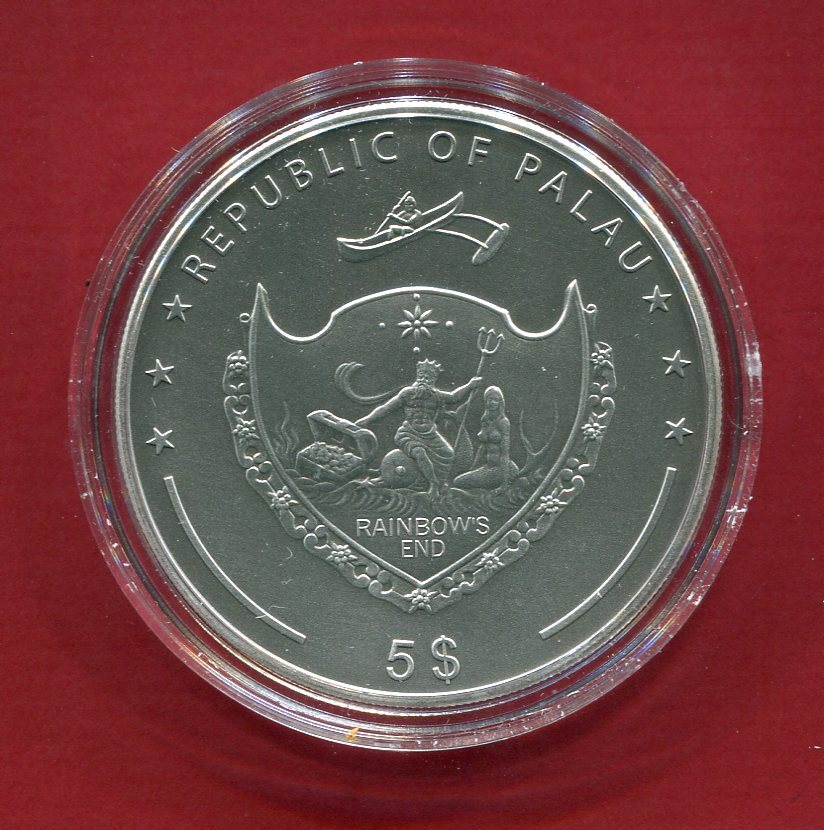 REPUBLIC OF PALAU
RAINBOW'S
END
5 $